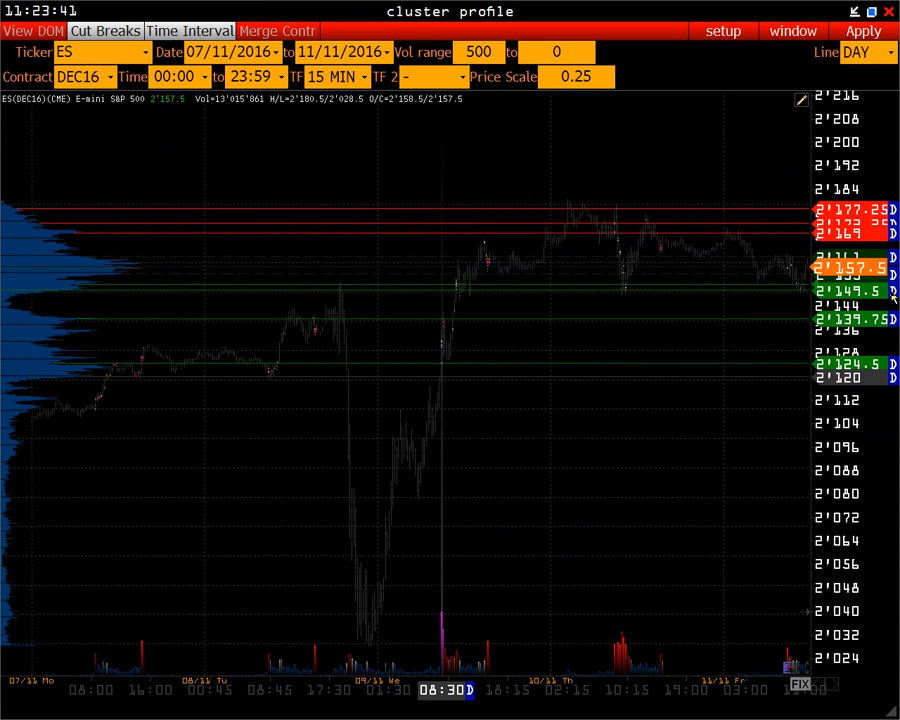 11:23:41 cluster profile
View DOM Cut Breaks Time Interval Merge Contr setup window Apply
Ticker ES Date 07/11/2016 to 11/11/2016 Vol range 500 to 0 Line DAY
Contract DEC16 Time 00:00 to 23:59 TF 15 MIN TF 2 - Price Scale 0.25
ES(DEC16)(CME) E-mini S&P 500 2'157.5 Vol=13'015'861 H/L=2'180.5/2'028.5 O/C=2'158.5/2'157.5
2'216
2'208
2'200
2'192
2'184
2'177.25 D
D
2'169 D
D
2'157.5
D
2'149.5 D
2'144
2'139.75 D
2'136
2'128
2'124.5 D
2'120 D
2'112
2'104
2'096
2'088
2'080
2'072
2'064
2'056
2'048
2'040
2'032
2'024
07/11 Mo 08/11 Tu 09/11 We 10/11 Th 11/11 Fr FIX
08:00 16:00 00:45 08:45 17:30 01:30 08:30 D 18:15 02:15 10:15 19:00 03:00